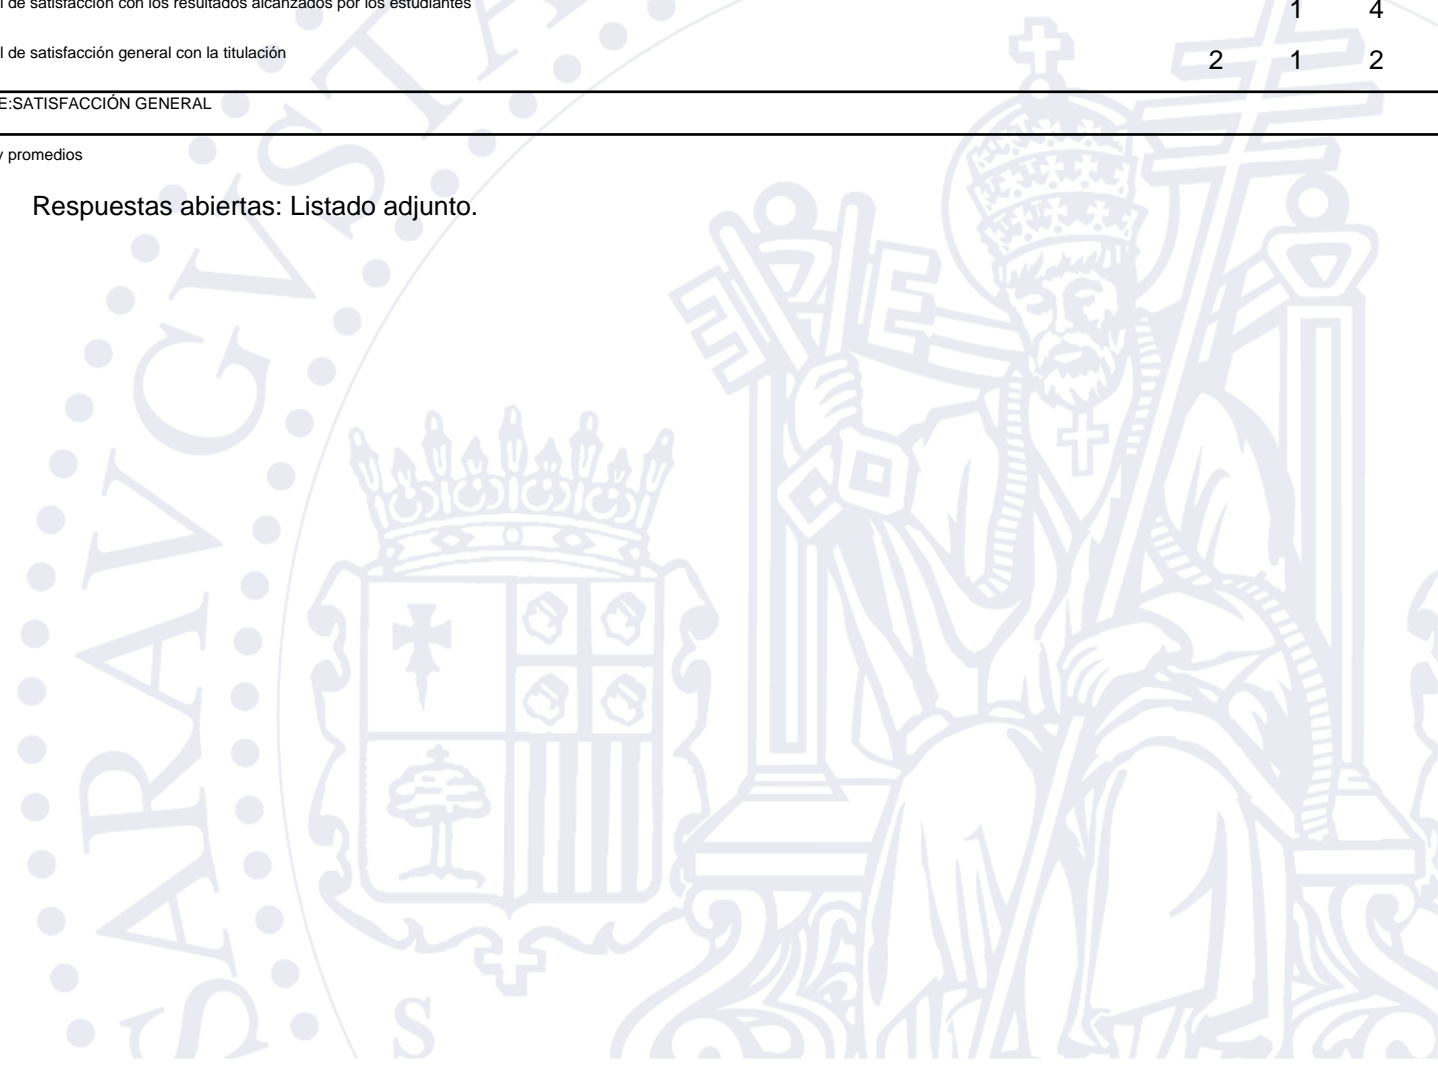 l de satisfacción con los resultados alcanzados por los estudiantes 1 4
l de satisfacción general con la titulación 2 1 2
E:SATISFACCIÓN GENERAL
y promedios
Respuestas abiertas: Listado adjunto.
SARAVGVSTA
S